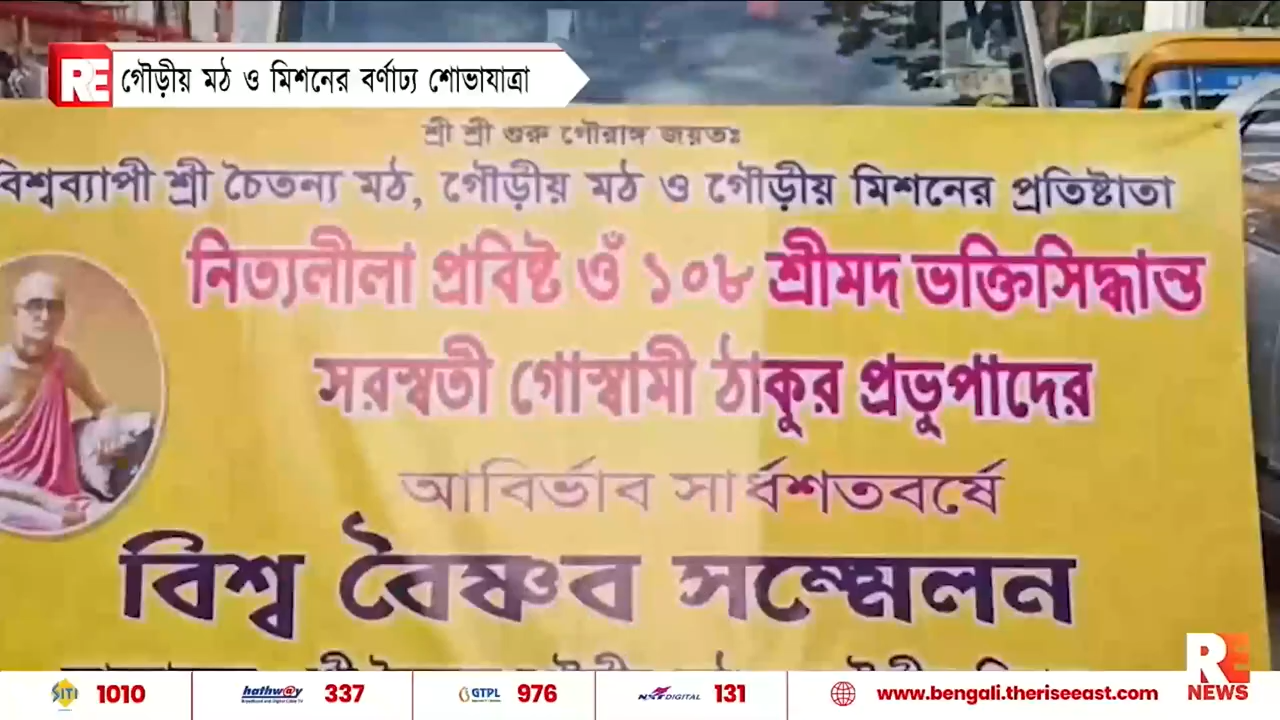 RE গৌড়ীয় মঠ ও মিশনের বর্ণাঢ্য শোভাযাত্রা
শ্রী শ্রী গুরু গৌরাঙ্গ জয়তঃ
বিশ্বব্যাপী শ্রী চৈতন্য মঠ, গৌড়ীয় মঠ ও গৌড়ীয় মিশনের প্রতিষ্টাতা
নিত্যলীলা প্রবিষ্ট ওঁ ১০৮ শ্রীমদ ভক্তিসিদ্ধান্ত
সরস্বতী গোস্বামী ঠাকুর প্রভুপাদের
আবির্ভাব সার্ধশতবর্ষে
বিশ্ব বৈষ্ণব সম্মেলন
RE NEWS
SITI 1010 hathway 337 GTPL 976 NXT DIGITAL 131 www.bengali.theriseeast.com